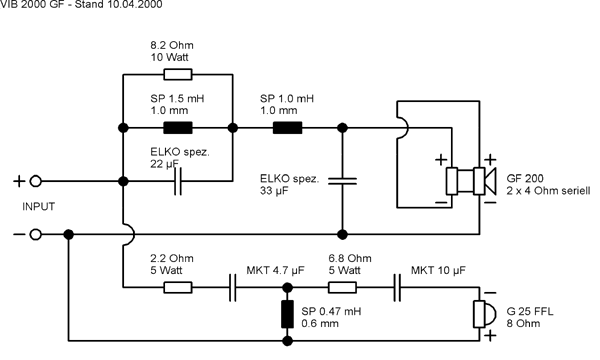 VIB 2000 GF - Stand 10.04.2000
8.2 Ohm
10 Watt
SP 1.5 mH
1.0 mm
SP 1.0 mH
1.0 mm
ELKO spez.
22 µF
ELKO spez.
33 µF
+
INPUT
−
+
+
−
−
GF 200
2 x 4 Ohm seriell
2.2 Ohm
5 Watt
MKT 4.7 µF
6.8 Ohm
5 Watt
MKT 10 µF
SP 0.47 mH
0.6 mm
−
G 25 FFL
8 Ohm
+